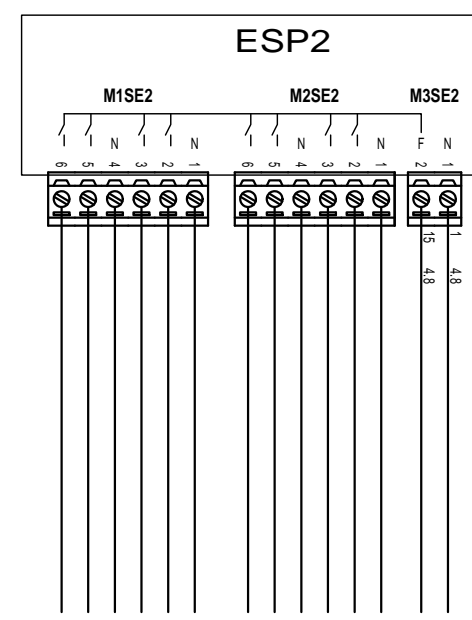 ESP2
M1SE2 M2SE2 M3SE2
N N N N F N
6 5 4 3 2 1 6 5 4 3 2 1 2 1
15 1
4.8 4.8